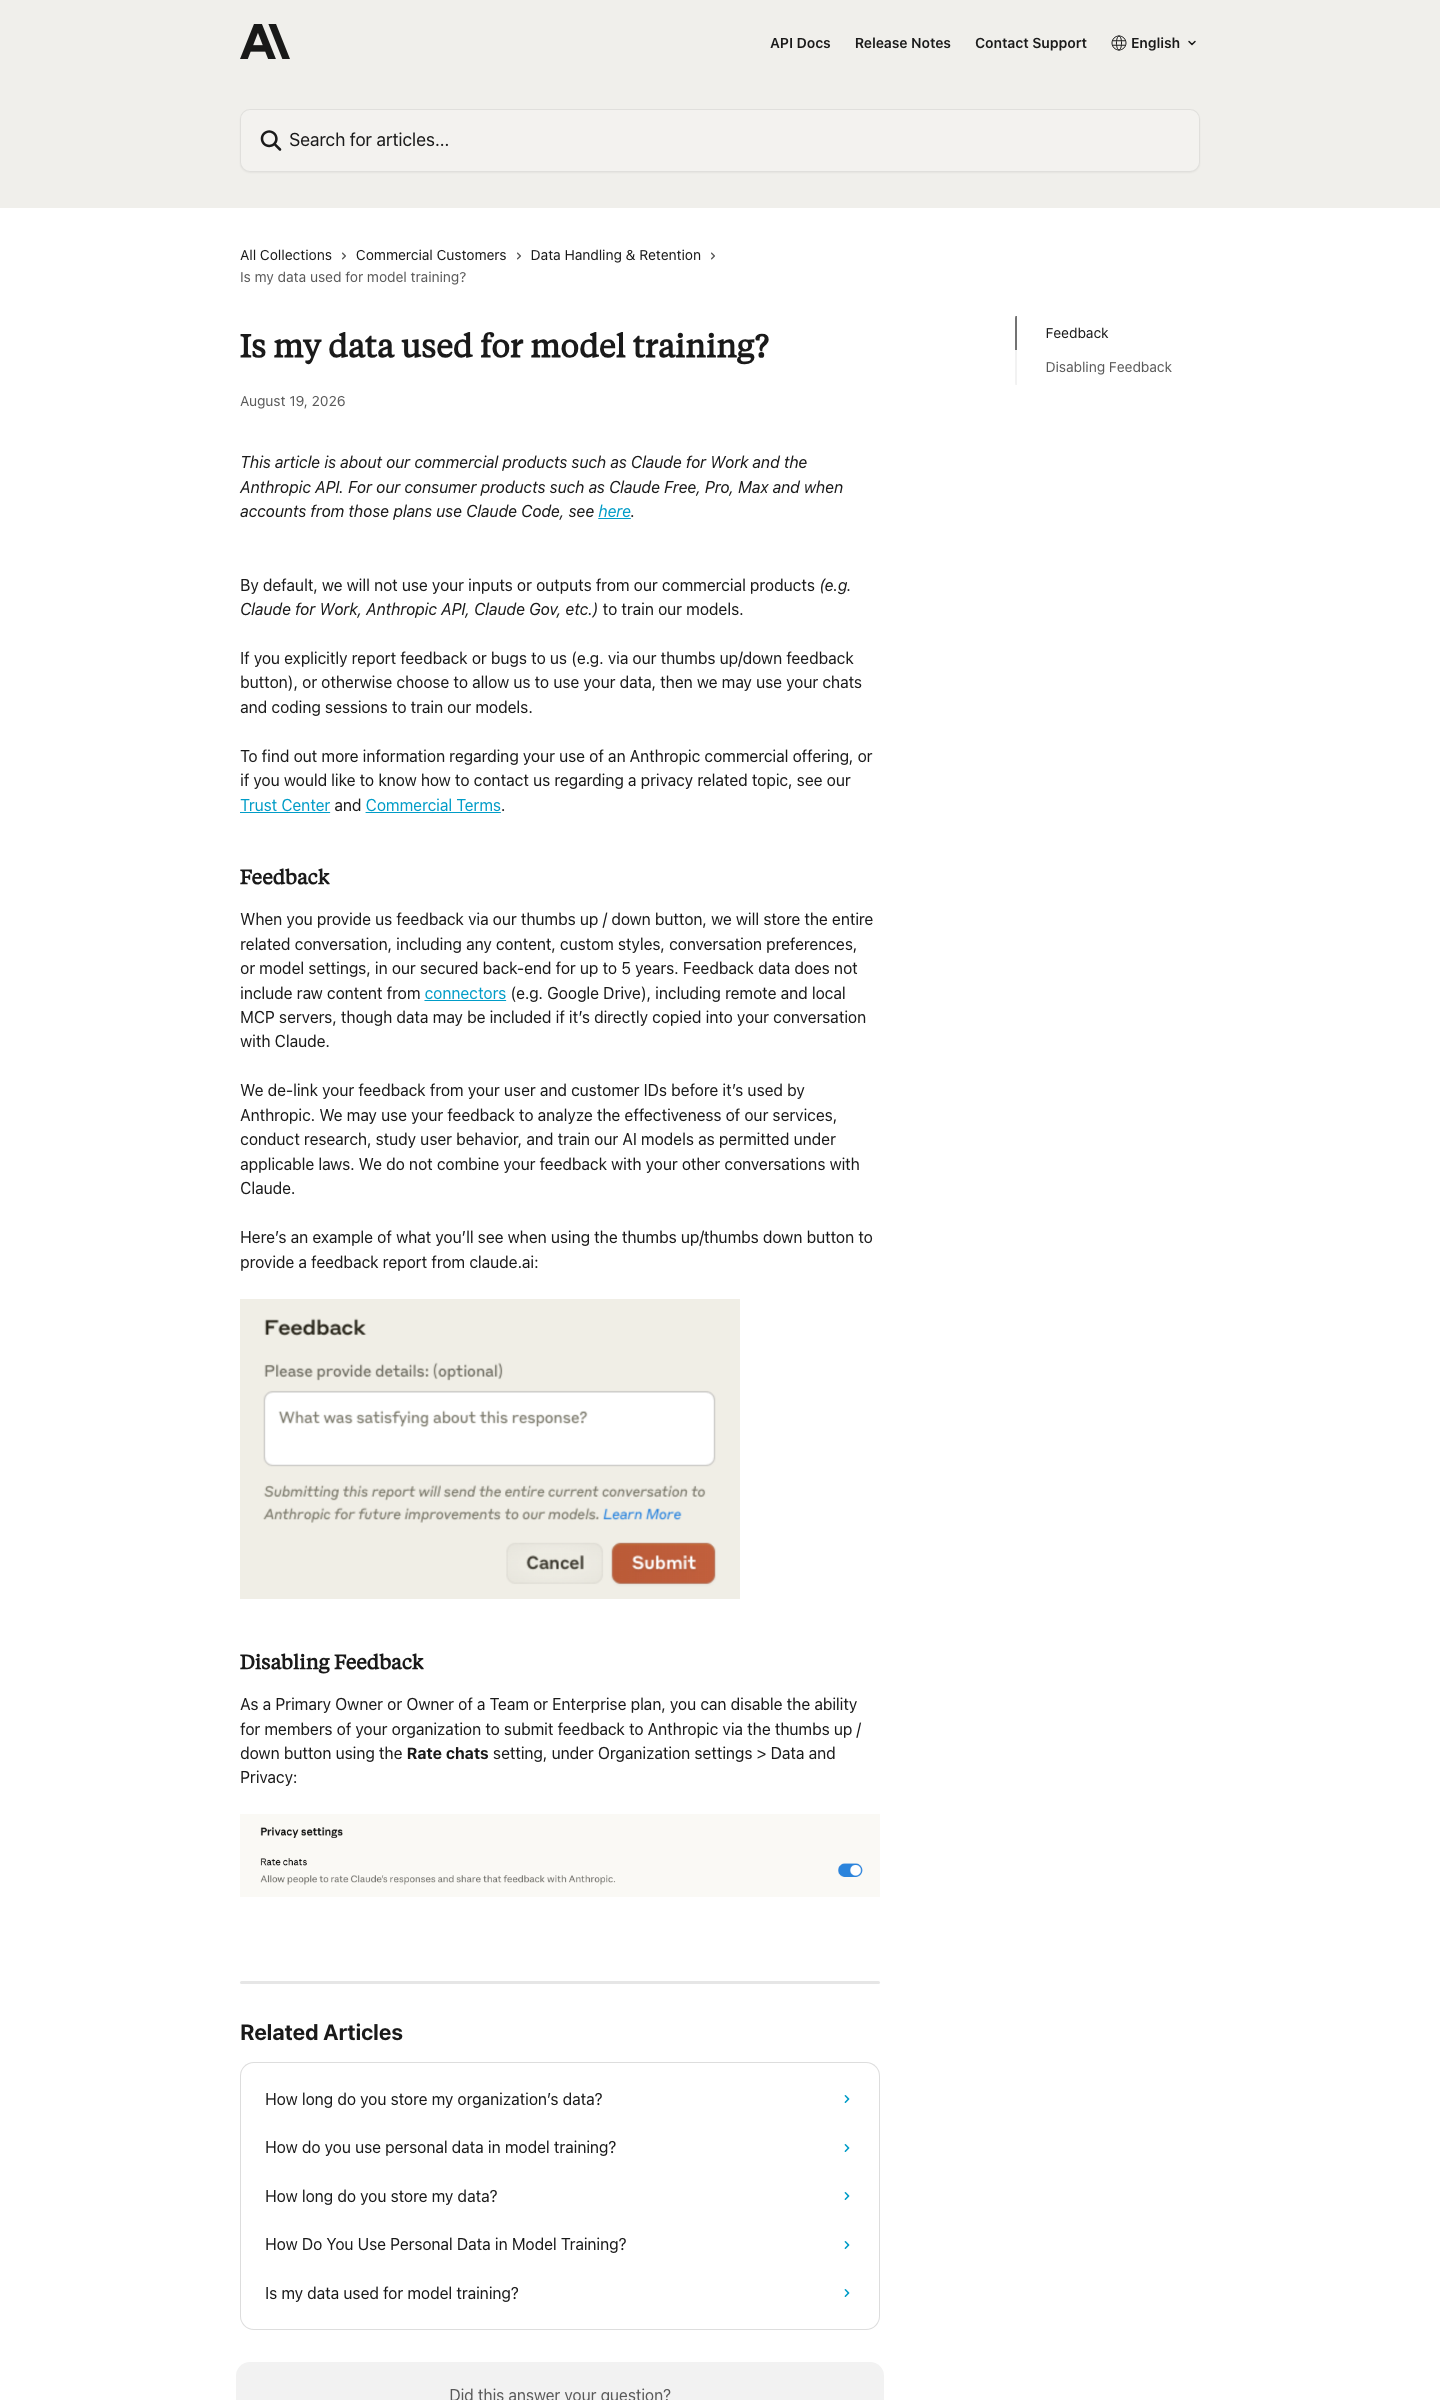 API Docs
Release Notes
Contact Support
English
Search for articles...
All Collections
Commercial Customers
Data Handling & Retention
Is my data used for model training?
Is my data used for model training?
August 19, 2026
Feedback
Disabling Feedback
This article is about our commercial products such as Claude for Work and the
Anthropic API. For our consumer products such as Claude Free, Pro, Max and when
accounts from those plans use Claude Code, see here.
By default, we will not use your inputs or outputs from our commercial products (e.g.
Claude for Work, Anthropic API, Claude Gov, etc.) to train our models.
If you explicitly report feedback or bugs to us (e.g. via our thumbs up/down feedback
button), or otherwise choose to allow us to use your data, then we may use your chats
and coding sessions to train our models.
To find out more information regarding your use of an Anthropic commercial offering, or
if you would like to know how to contact us regarding a privacy related topic, see our
Trust Center and Commercial Terms.
Feedback
When you provide us feedback via our thumbs up / down button, we will store the entire
related conversation, including any content, custom styles, conversation preferences,
or model settings, in our secured back-end for up to 5 years. Feedback data does not
include raw content from connectors (e.g. Google Drive), including remote and local
MCP servers, though data may be included if it’s directly copied into your conversation
with Claude.
We de-link your feedback from your user and customer IDs before it’s used by
Anthropic. We may use your feedback to analyze the effectiveness of our services,
conduct research, study user behavior, and train our AI models as permitted under
applicable laws. We do not combine your feedback with your other conversations with
Claude.
Here’s an example of what you’ll see when using the thumbs up/thumbs down button to
provide a feedback report from claude.ai:
Feedback
Please provide details: (optional)
What was satisfying about this response?
Submitting this report will send the entire current conversation to
Anthropic for future improvements to our models. Learn More
Cancel
Submit
Disabling Feedback
As a Primary Owner or Owner of a Team or Enterprise plan, you can disable the ability
for members of your organization to submit feedback to Anthropic via the thumbs up /
down button using the Rate chats setting, under Organization settings > Data and
Privacy:
Privacy settings
Rate chats
Allow people to rate Claude's responses and share that feedback with Anthropic.
Related Articles
How long do you store my organization’s data?
How do you use personal data in model training?
How long do you store my data?
How Do You Use Personal Data in Model Training?
Is my data used for model training?
Did this answer your question?